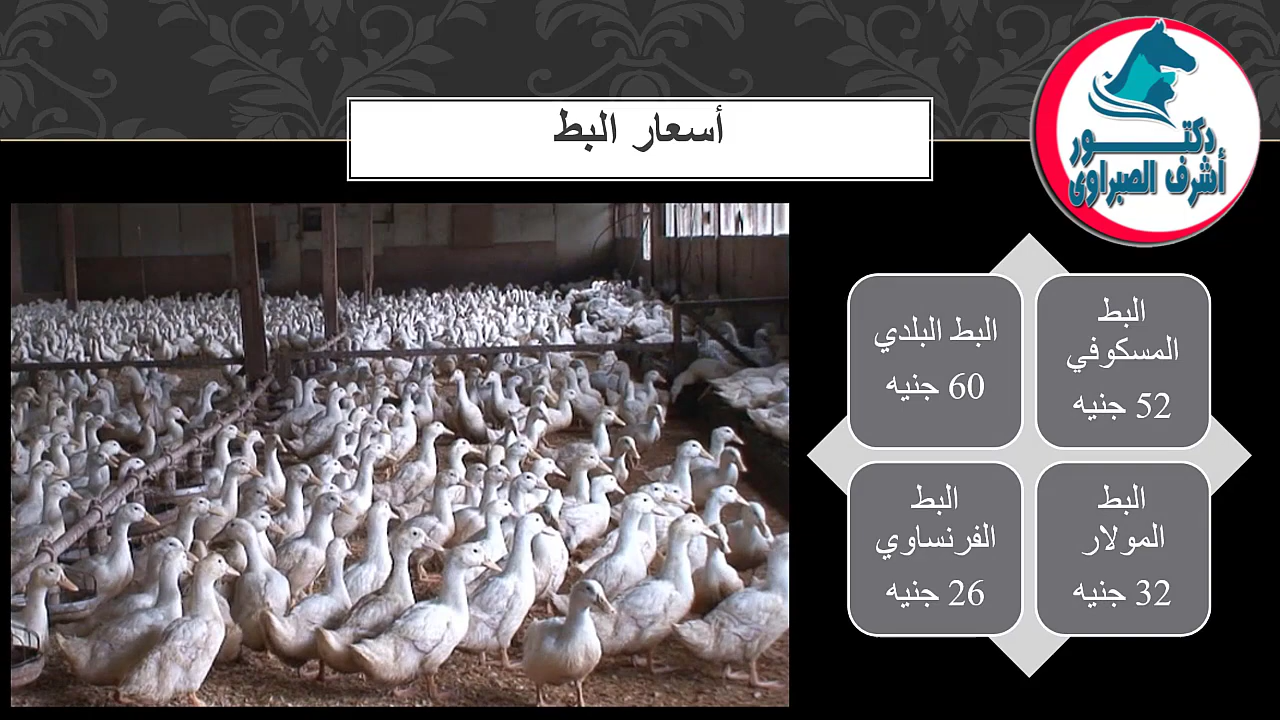 أسعار البط
دكتور
أشرف الصبراوى
البط
المسكوفي
52 جنيه
البط البلدي
60 جنيه
البط
المولار
32 جنيه
البط
الفرنساوي
26 جنيه